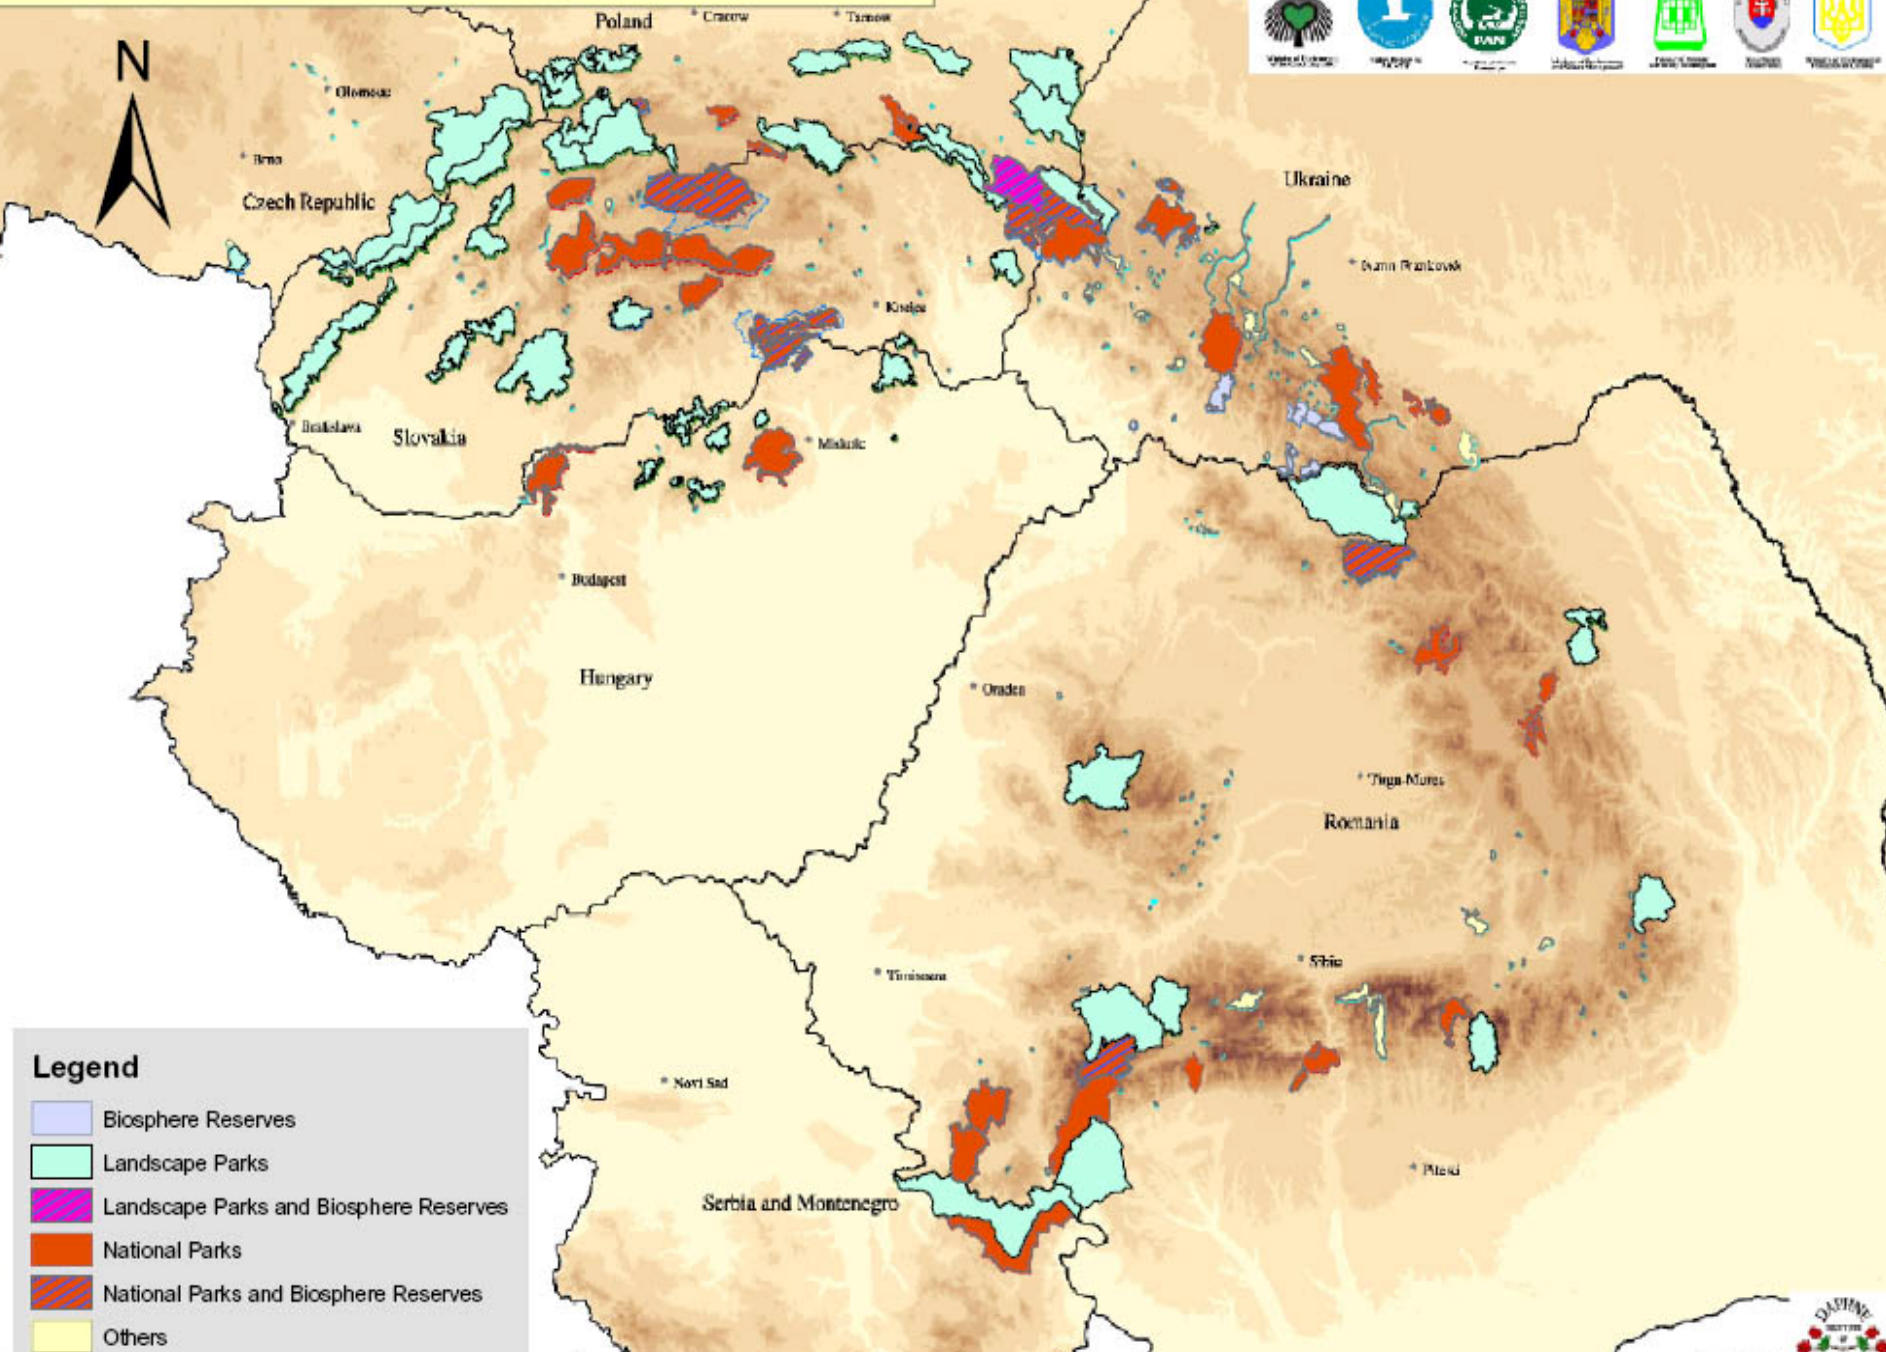 Poland
Cracow
Tarnow
PAN
N
Olomouc
Brno
Czech Republic
Ukraine
Kosice
Bratislava
Slovakia
Miskolc
Budapest
Hungary
Oradea
Tirgu-Mures
Romania
Timisoara
Sibiu
Novi Sad
Pitesti
Serbia and Montenegro
Legend
Biosphere Reserves
Landscape Parks
Landscape Parks and Biosphere Reserves
National Parks
National Parks and Biosphere Reserves
Others
DAPHNE